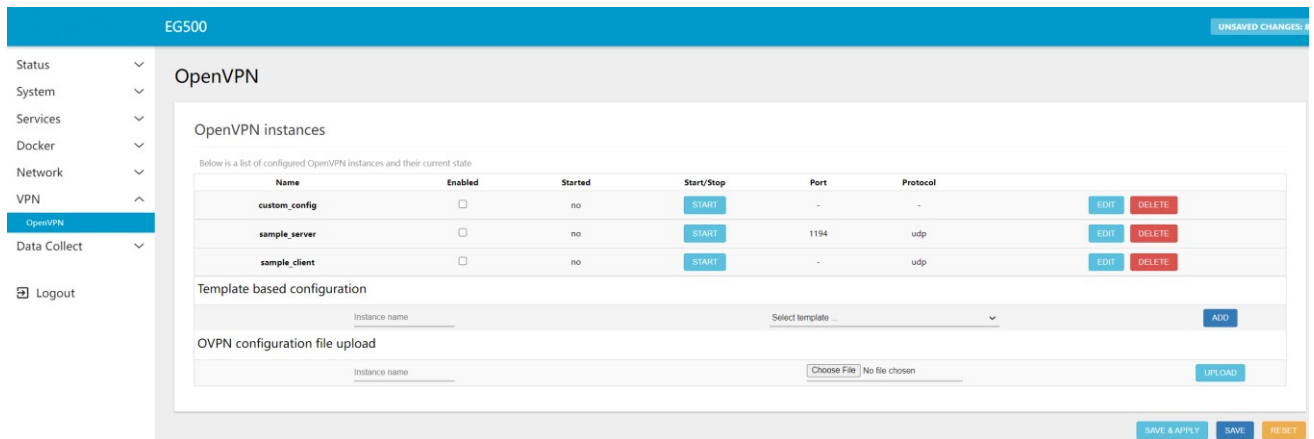 EG500
UNSAVED CHANGES:
Status
System
Services
Docker
Network
VPN
OpenVPN
Data Collect
Logout
OpenVPN
OpenVPN instances
Below is a list of configured OpenVPN instances and their current state
Name Enabled Started Start/Stop Port Protocol
custom_config no START - - EDIT DELETE
sample_server no START 1194 udp EDIT DELETE
sample_client no START - udp EDIT DELETE
Template based configuration
Instance name Select template ... ADD
OVPN configuration file upload
Instance name Choose File No file chosen UPLOAD
SAVE & APPLY SAVE RESET